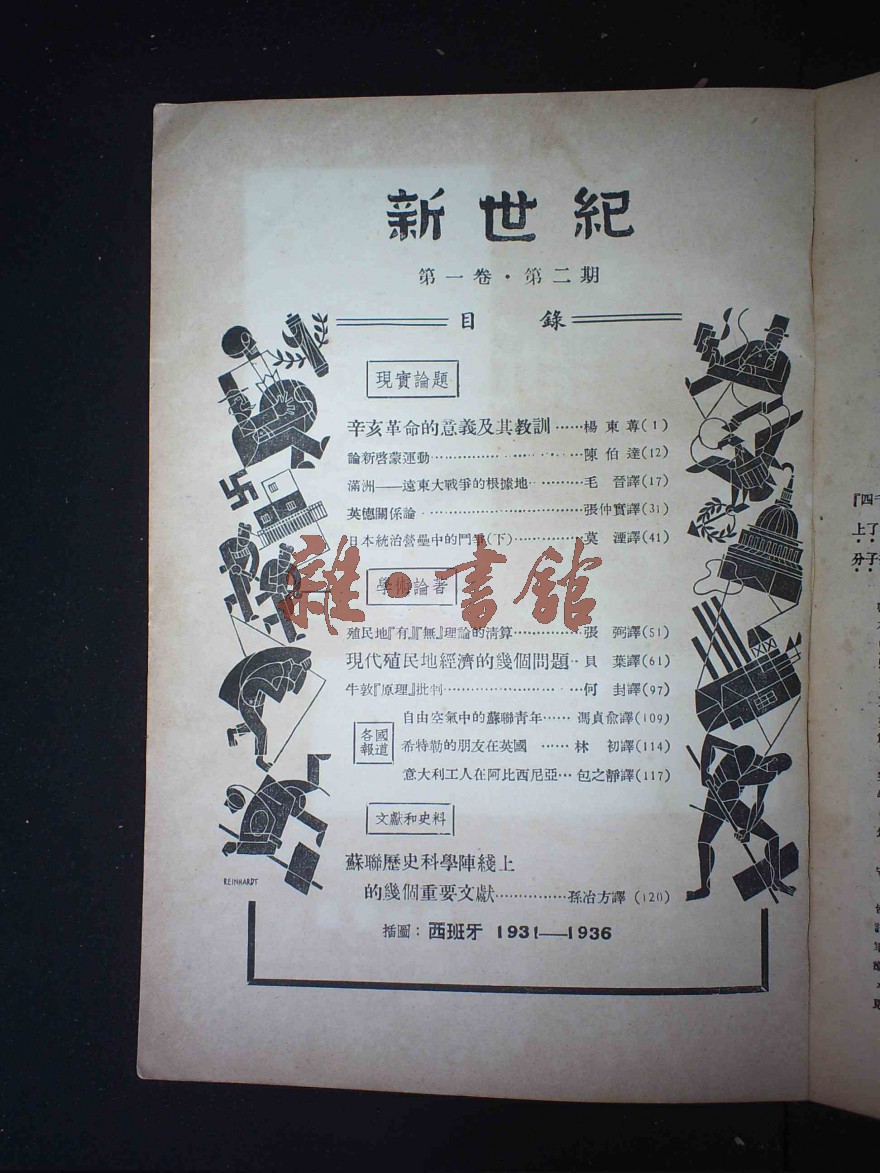 新世紀
第一卷·第二期
目錄
現實論題
辛亥革命的意義及其教訓……楊東蓴(1)
論新啓蒙運動……陳伯達(12)
滿洲——遠東大戰爭的根據地……毛晉譯(17)
英德關係論……張仲實譯(31)
日本統治營壘中的鬥爭(下)……莫湮譯(41)
雜·書館
學術論著
殖民地『有』『無』理論的清算……張弼譯(51)
現代殖民地經濟的幾個問題··貝葉譯(61)
牛敦『原理』批判……何封譯(97)
各國報道
自由空氣中的蘇聯青年……馮貞俞譯(109)
希特勒的朋友在英國……林初譯(114)
意大利工人在阿比西尼亞…包之靜譯(117)
文獻和史料
蘇聯歷史科學陣綫上
的幾個重要文獻……孫冶方譯(120)
REINHARDT
插圖：西班牙 1931—1936
上了
分子